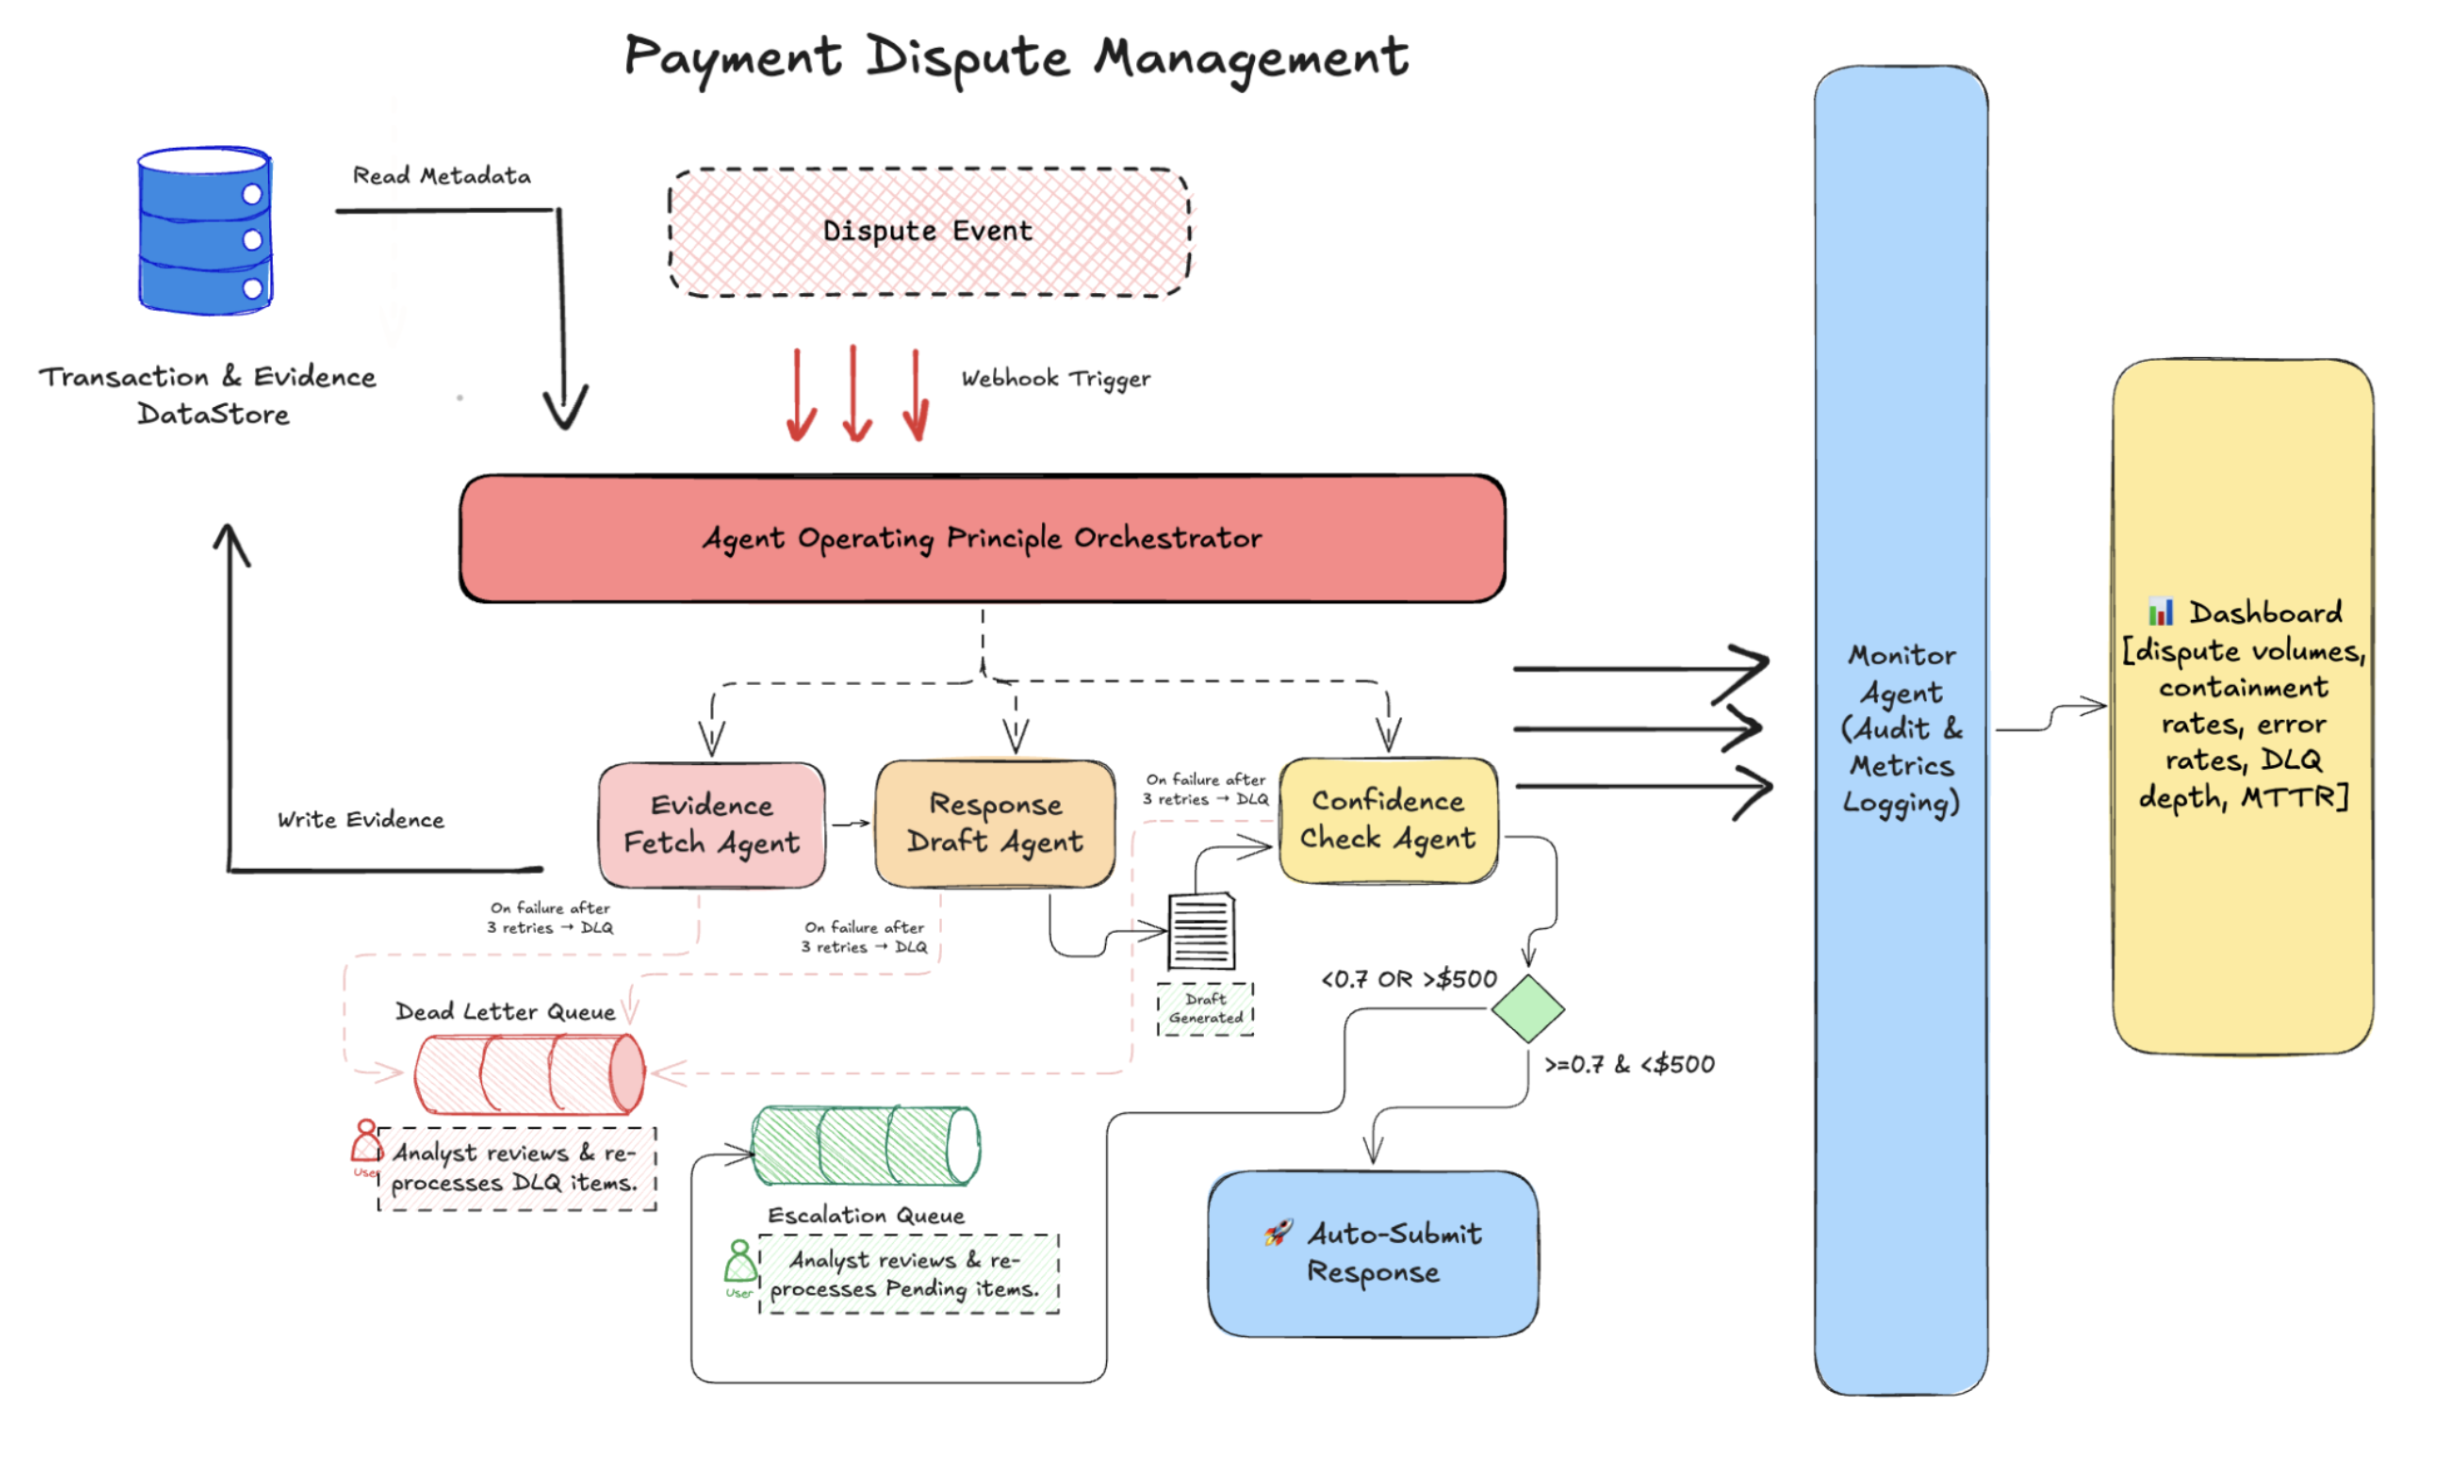 Payment Dispute Management
Read Metadata
Dispute Event
Transaction & Evidence
DataStore
Webhook Trigger
Agent Operating Principle Orchestrator
Write Evidence
Evidence
Fetch Agent
Response
Draft Agent
On failure after
3 retries → DLQ
Confidence
Check Agent
On failure after
3 retries → DLQ
On failure after
3 retries → DLQ
Draft
Generated
<0.7 OR >$500
>=0.7 & <$500
Dead Letter Queue
User
Analyst reviews & re-
processes DLQ items.
Escalation Queue
User
Analyst reviews & re-
processes Pending items.
🚀 Auto-Submit
Response
Monitor
Agent
(Audit &
Metrics
Logging)
📊 Dashboard
[dispute volumes,
containment
rates, error
rates, DLQ
depth, MTTR]